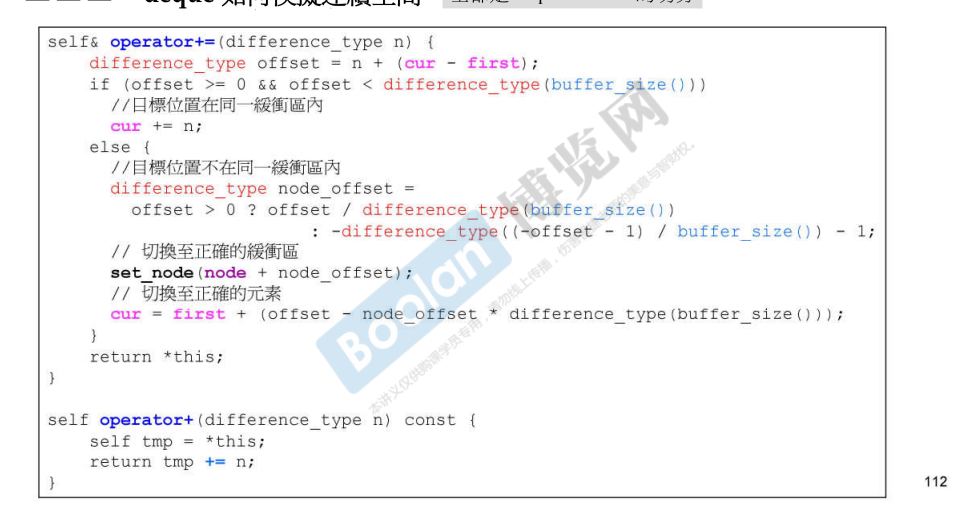 deque
self& operator+=(difference_type n) {
difference_type offset = n + (cur - first);
if (offset >= 0 && offset < difference_type(buffer_size()))
//目標位置在同一緩衝區內
cur += n;
else {
//目標位置不在同一緩衝區內
difference_type node_offset =
offset > 0 ? offset / difference_type(buffer_size())
: -difference_type((-offset - 1) / buffer_size()) - 1;
// 切換至正確的緩衝區
set_node(node + node_offset);
// 切換至正確的元素
cur = first + (offset - node_offset * difference_type(buffer_size()));
}
return *this;
}
self operator+(difference_type n) const {
self tmp = *this;
return tmp += n;
}
112
Boolan 博览网